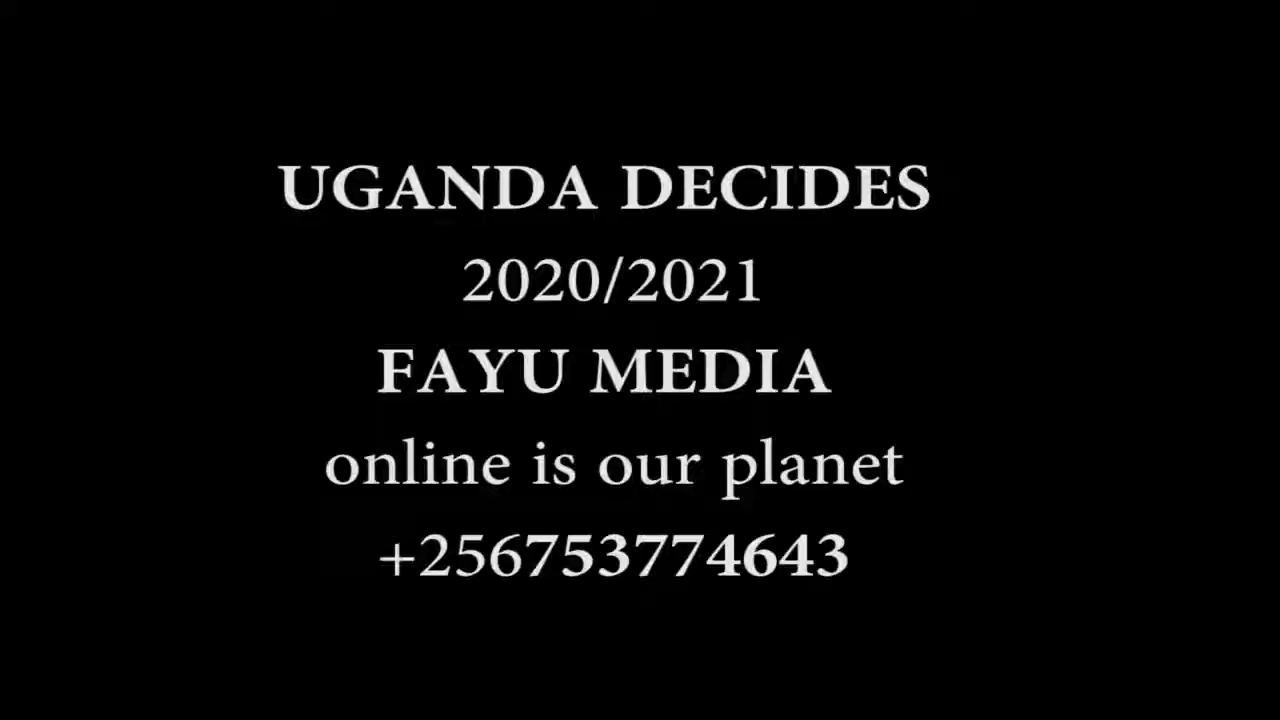 UGANDA DECIDES
2020/2021
FAYU MEDIA
online is our planet
+256753774643